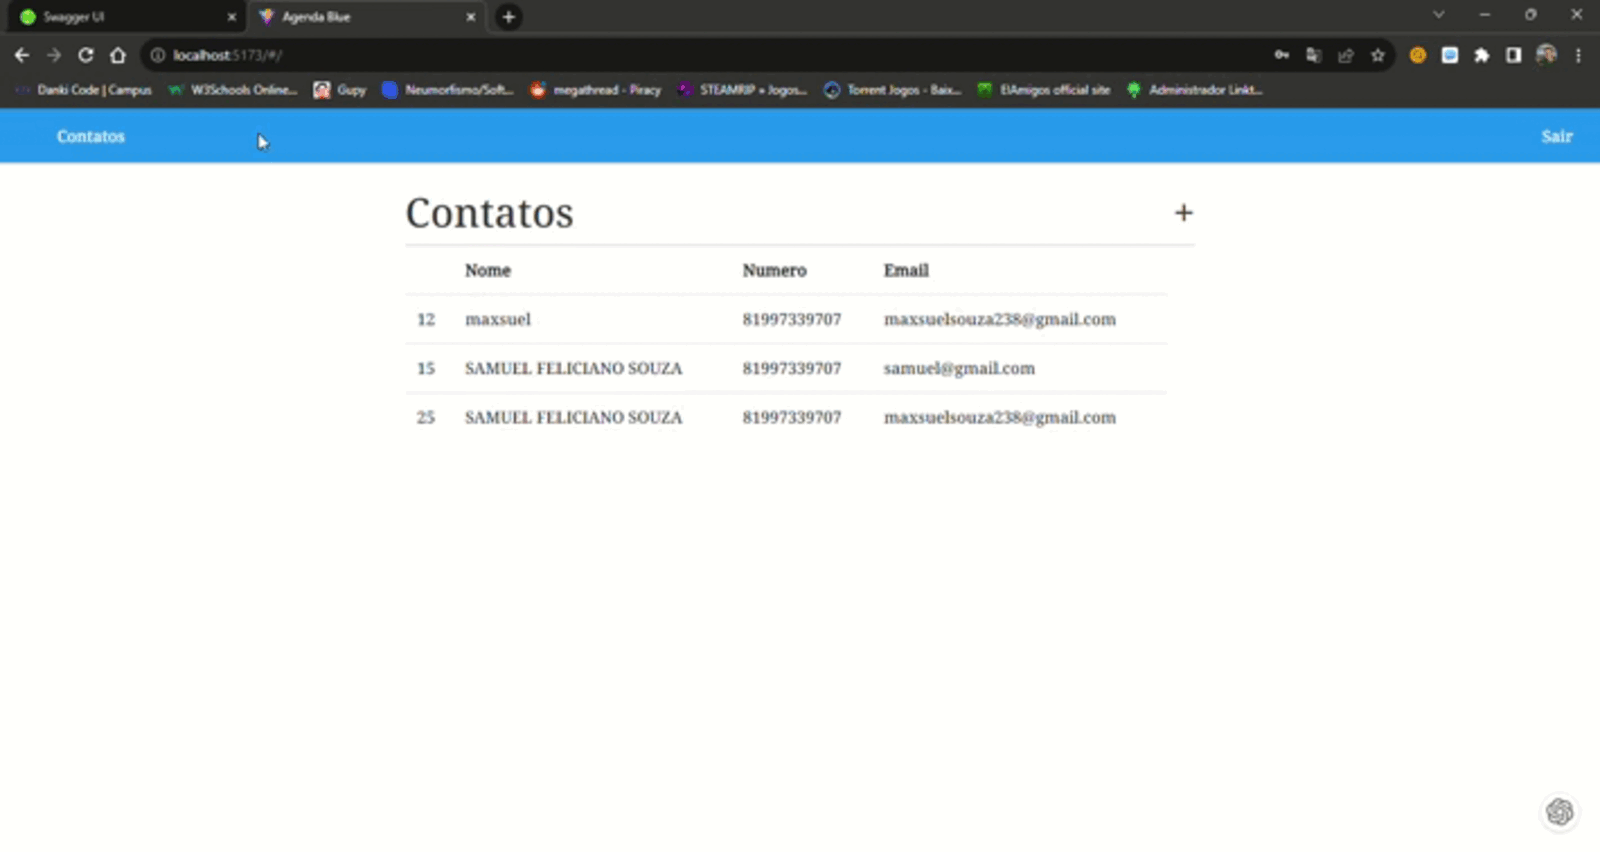 Swagger UI
Agenda Blue
localhost:5173/#/
Danki Code | Campus
W3Schools Online...
Gupy
Neumorfismo/Soft...
megathread - Piracy
STEAMRIP » Jogos...
Torrent Jogos - Baix...
ElAmigos official site
Administrador Linkt...
Contatos
Sair
Contatos
+
Nome Numero Email
12 maxsuel 81997339707 maxsuelsouza238@gmail.com
15 SAMUEL FELICIANO SOUZA 81997339707 samuel@gmail.com
25 SAMUEL FELICIANO SOUZA 81997339707 maxsuelsouza238@gmail.com